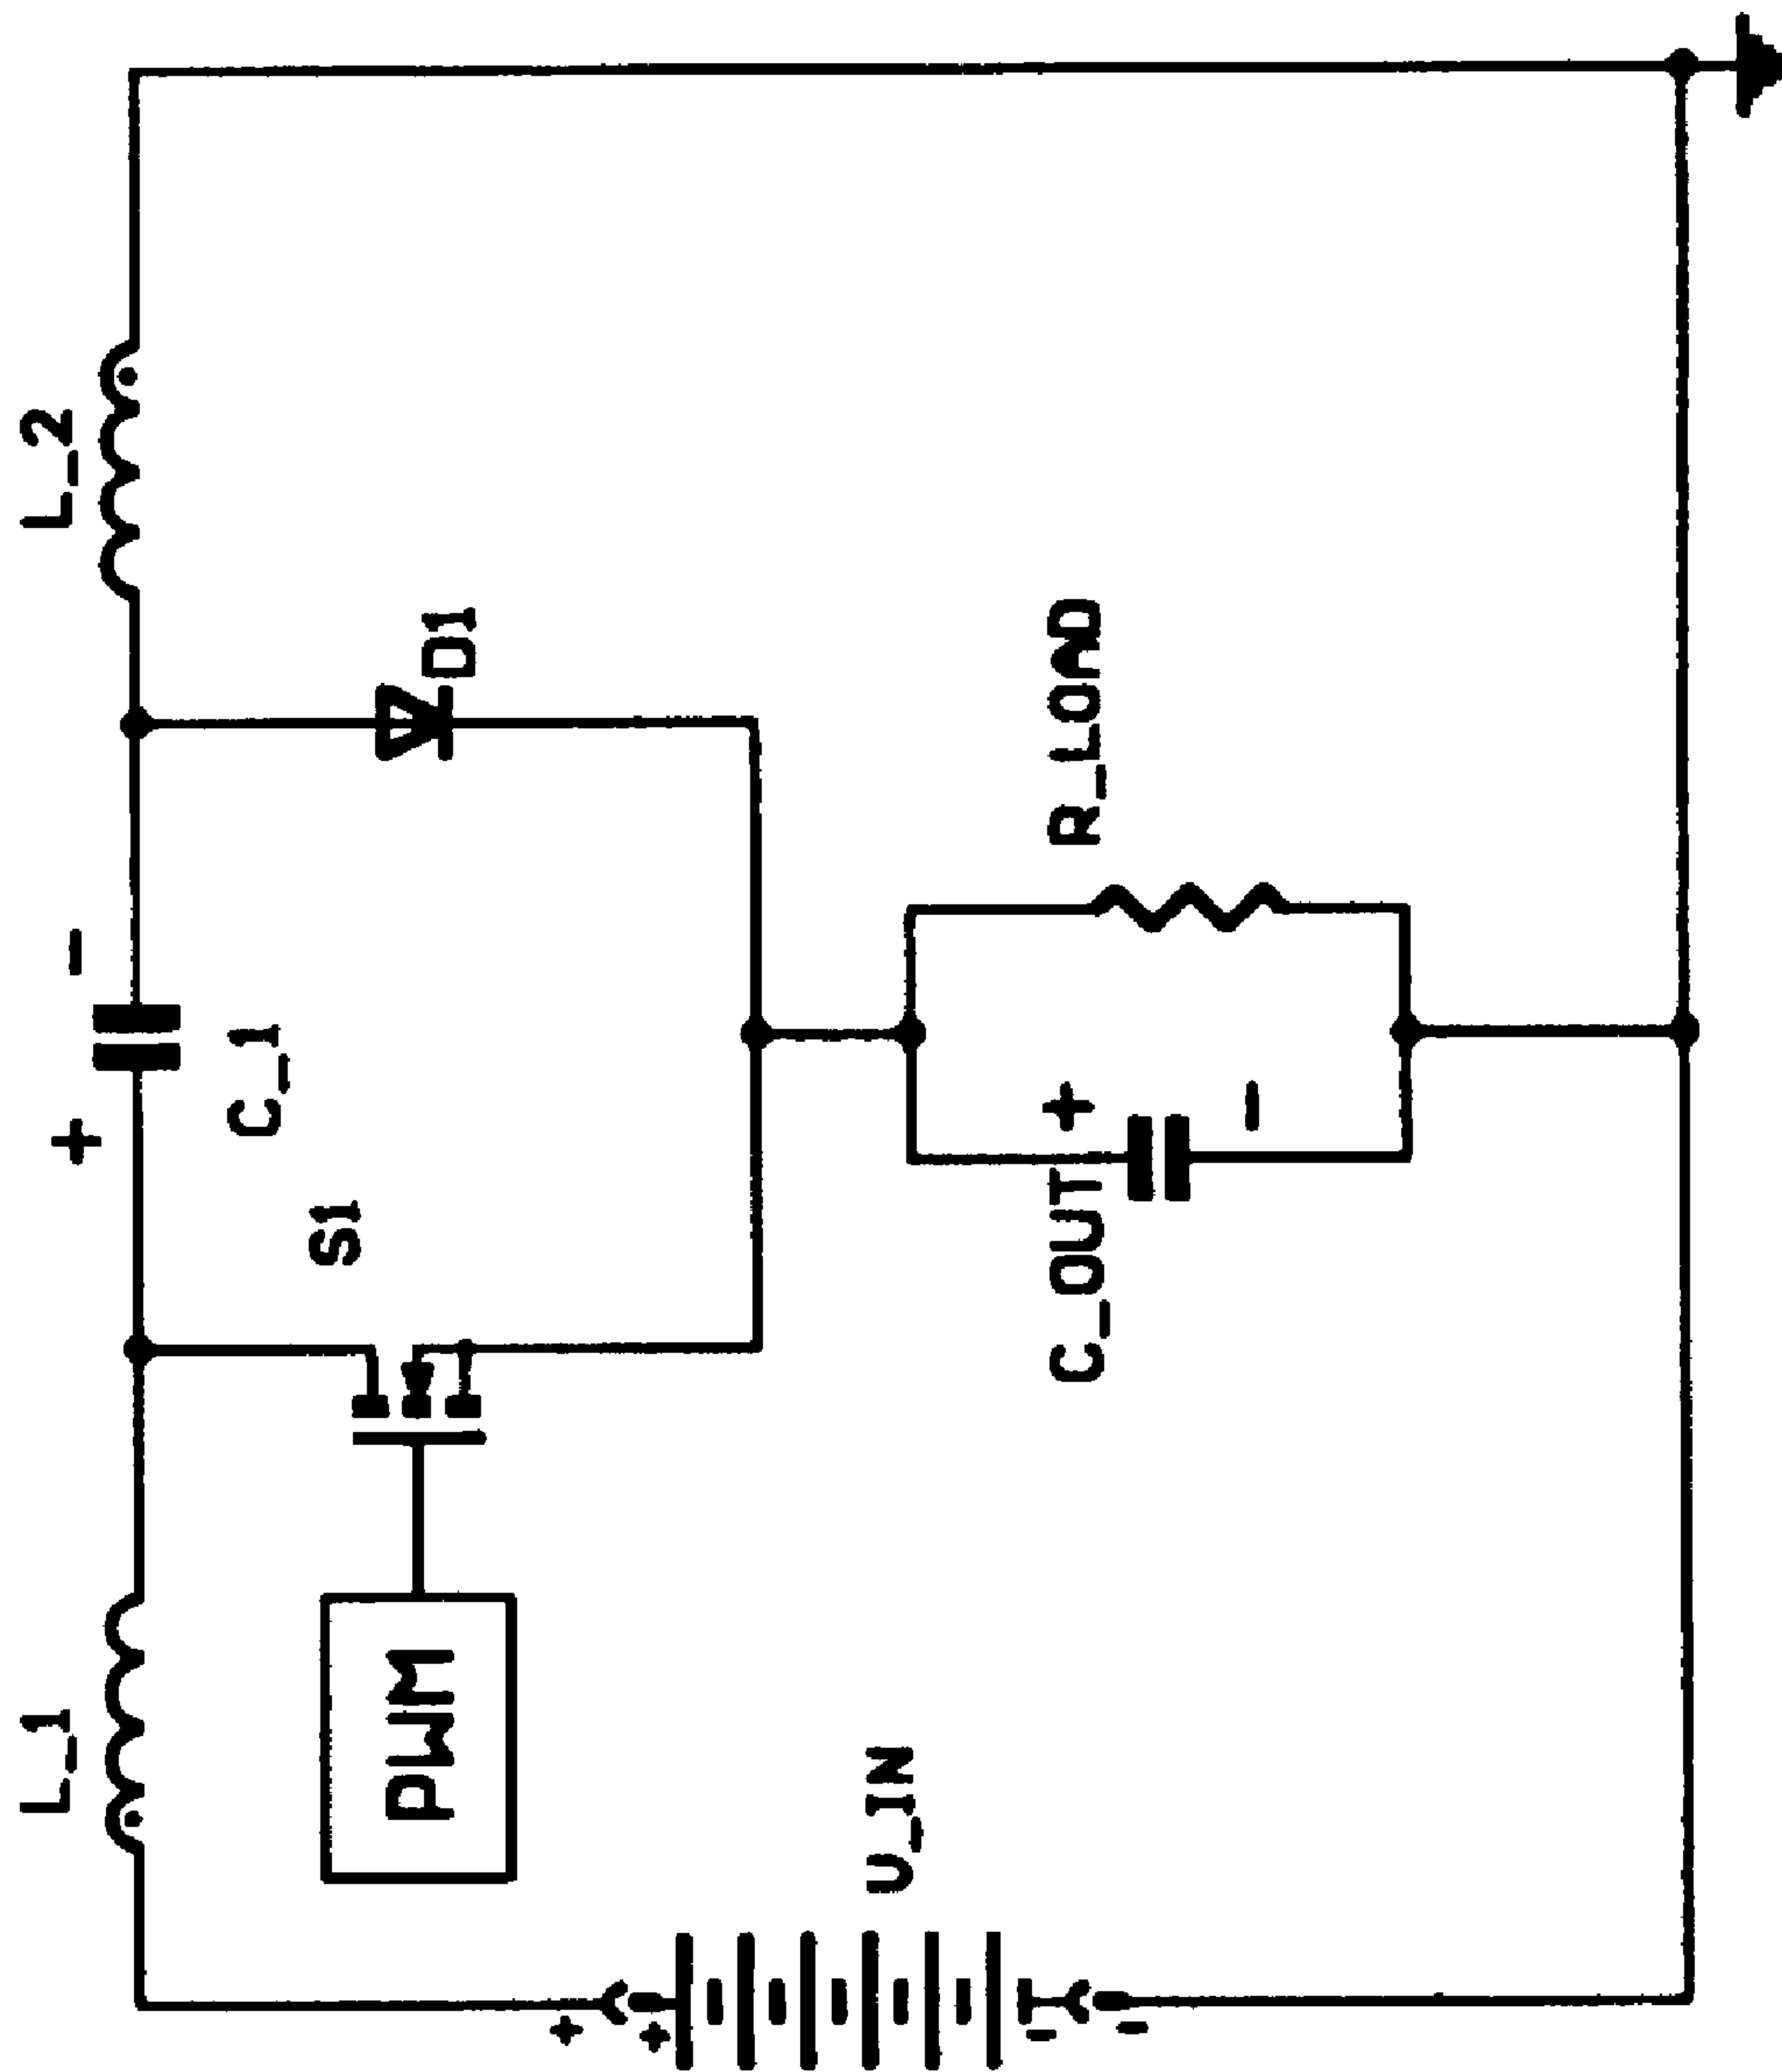 L_1
L_2
+ -
C_1
S1
PWM
D1
+
+
U_IN
-
C_OUT +
R_LOAD
-
-